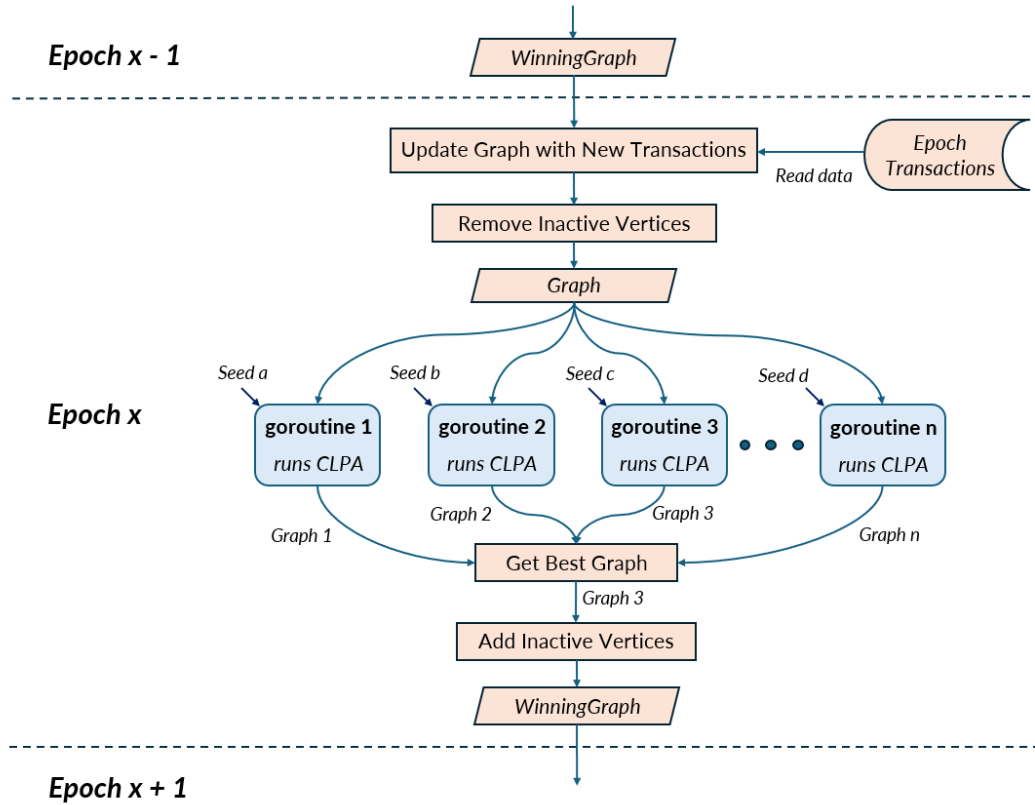 Epoch x - 1
WinningGraph
Update Graph with New Transactions
Epoch
Transactions
Read data
Remove Inactive Vertices
Graph
Seed a
Seed b
Seed c
Seed d
Epoch x
goroutine 1
runs CLPA
goroutine 2
runs CLPA
goroutine 3
runs CLPA
goroutine n
runs CLPA
Graph 1
Graph 2
Graph 3
Graph n
Get Best Graph
Graph 3
Add Inactive Vertices
WinningGraph
Epoch x + 1